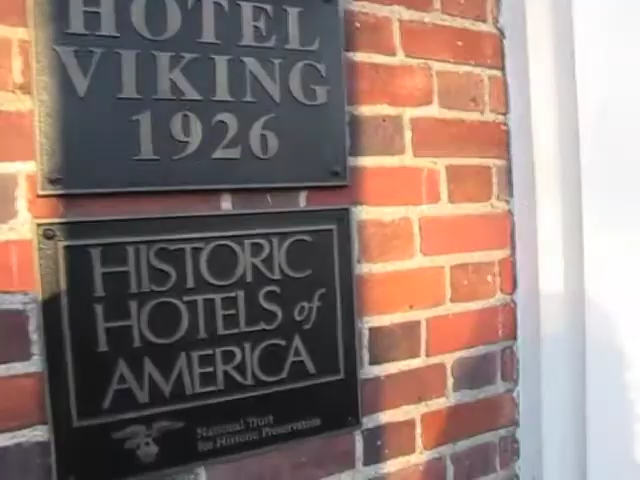 HOTEL
VIKING
1926
HISTORIC
HOTELS of
AMERICA
National Trust
for Historic Preservation